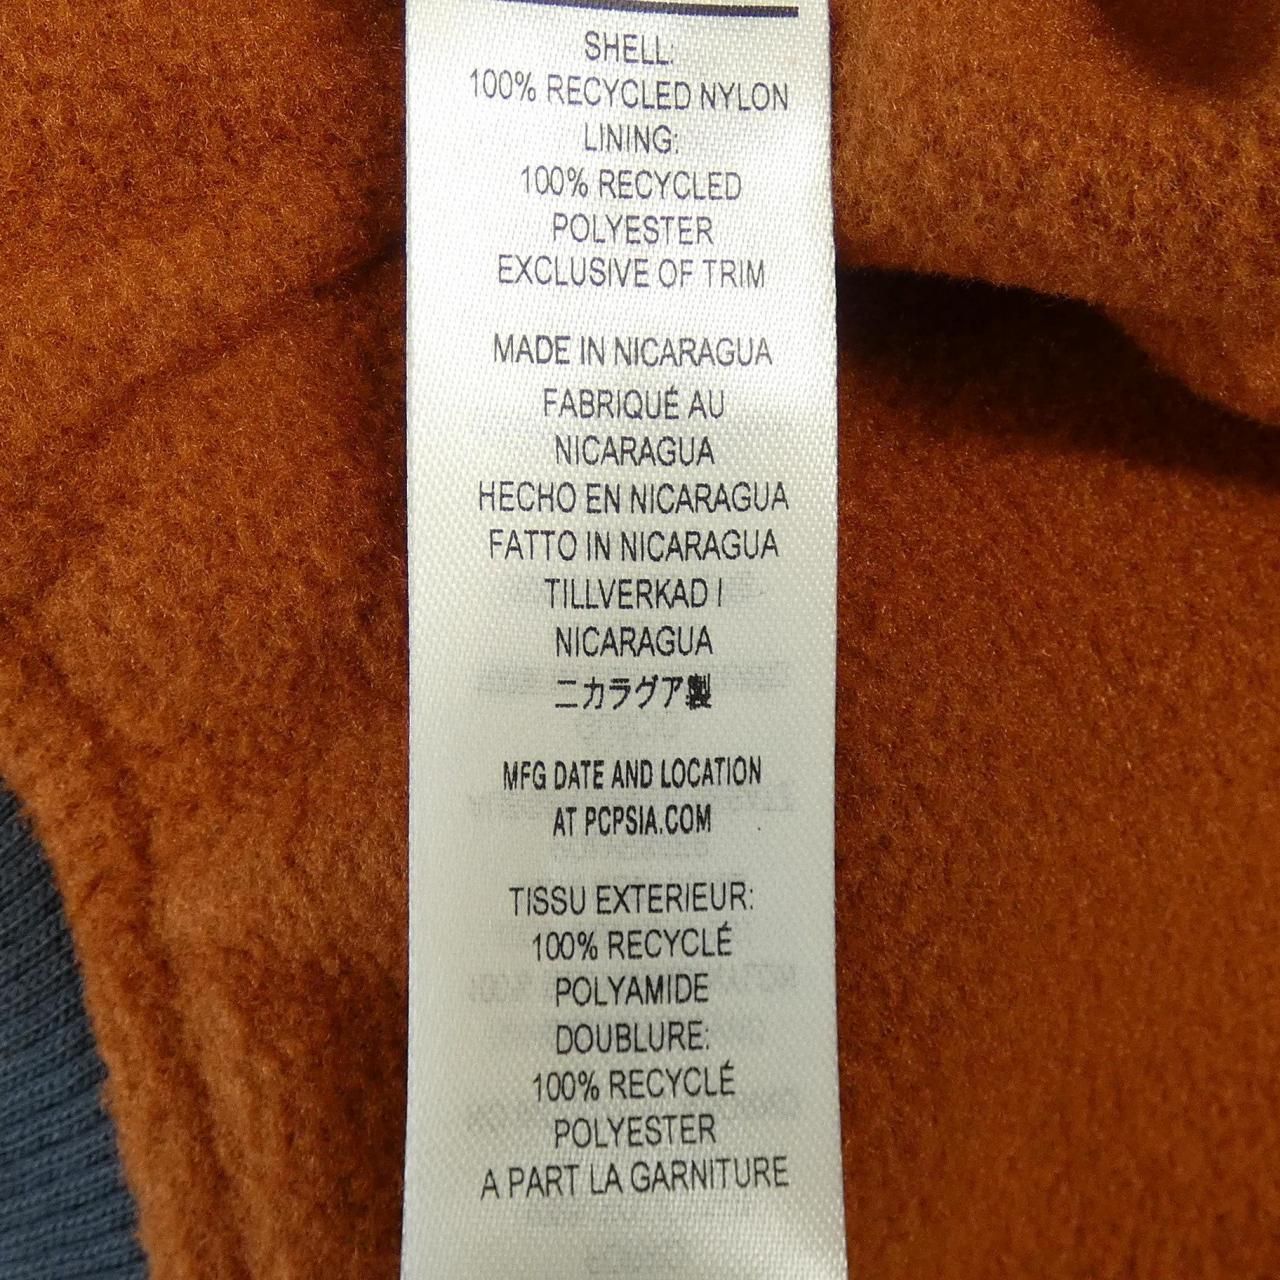 SHELL:
100% RECYCLED NYLON
LINING:
100% RECYCLED
POLYESTER
EXCLUSIVE OF TRIM
MADE IN NICARAGUA
FABRIQUÉ AU
NICARAGUA
HECHO EN NICARAGUA
FATTO IN NICARAGUA
TILLVERKAD I
NICARAGUA
ニカラグア製
MFG DATE AND LOCATION
AT PCPSIA.COM
TISSU EXTERIEUR:
100% RECYCLÉ
POLYAMIDE
DOUBLURE:
100% RECYCLÉ
POLYESTER
A PART LA GARNITURE